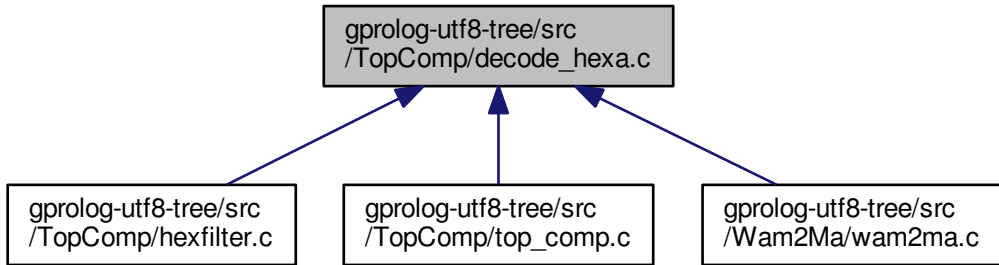 gprolog-utf8-tree/src
/TopComp/decode_hexa.c
gprolog-utf8-tree/src
/TopComp/hexfilter.c
gprolog-utf8-tree/src
/TopComp/top_comp.c
gprolog-utf8-tree/src
/Wam2Ma/wam2ma.c